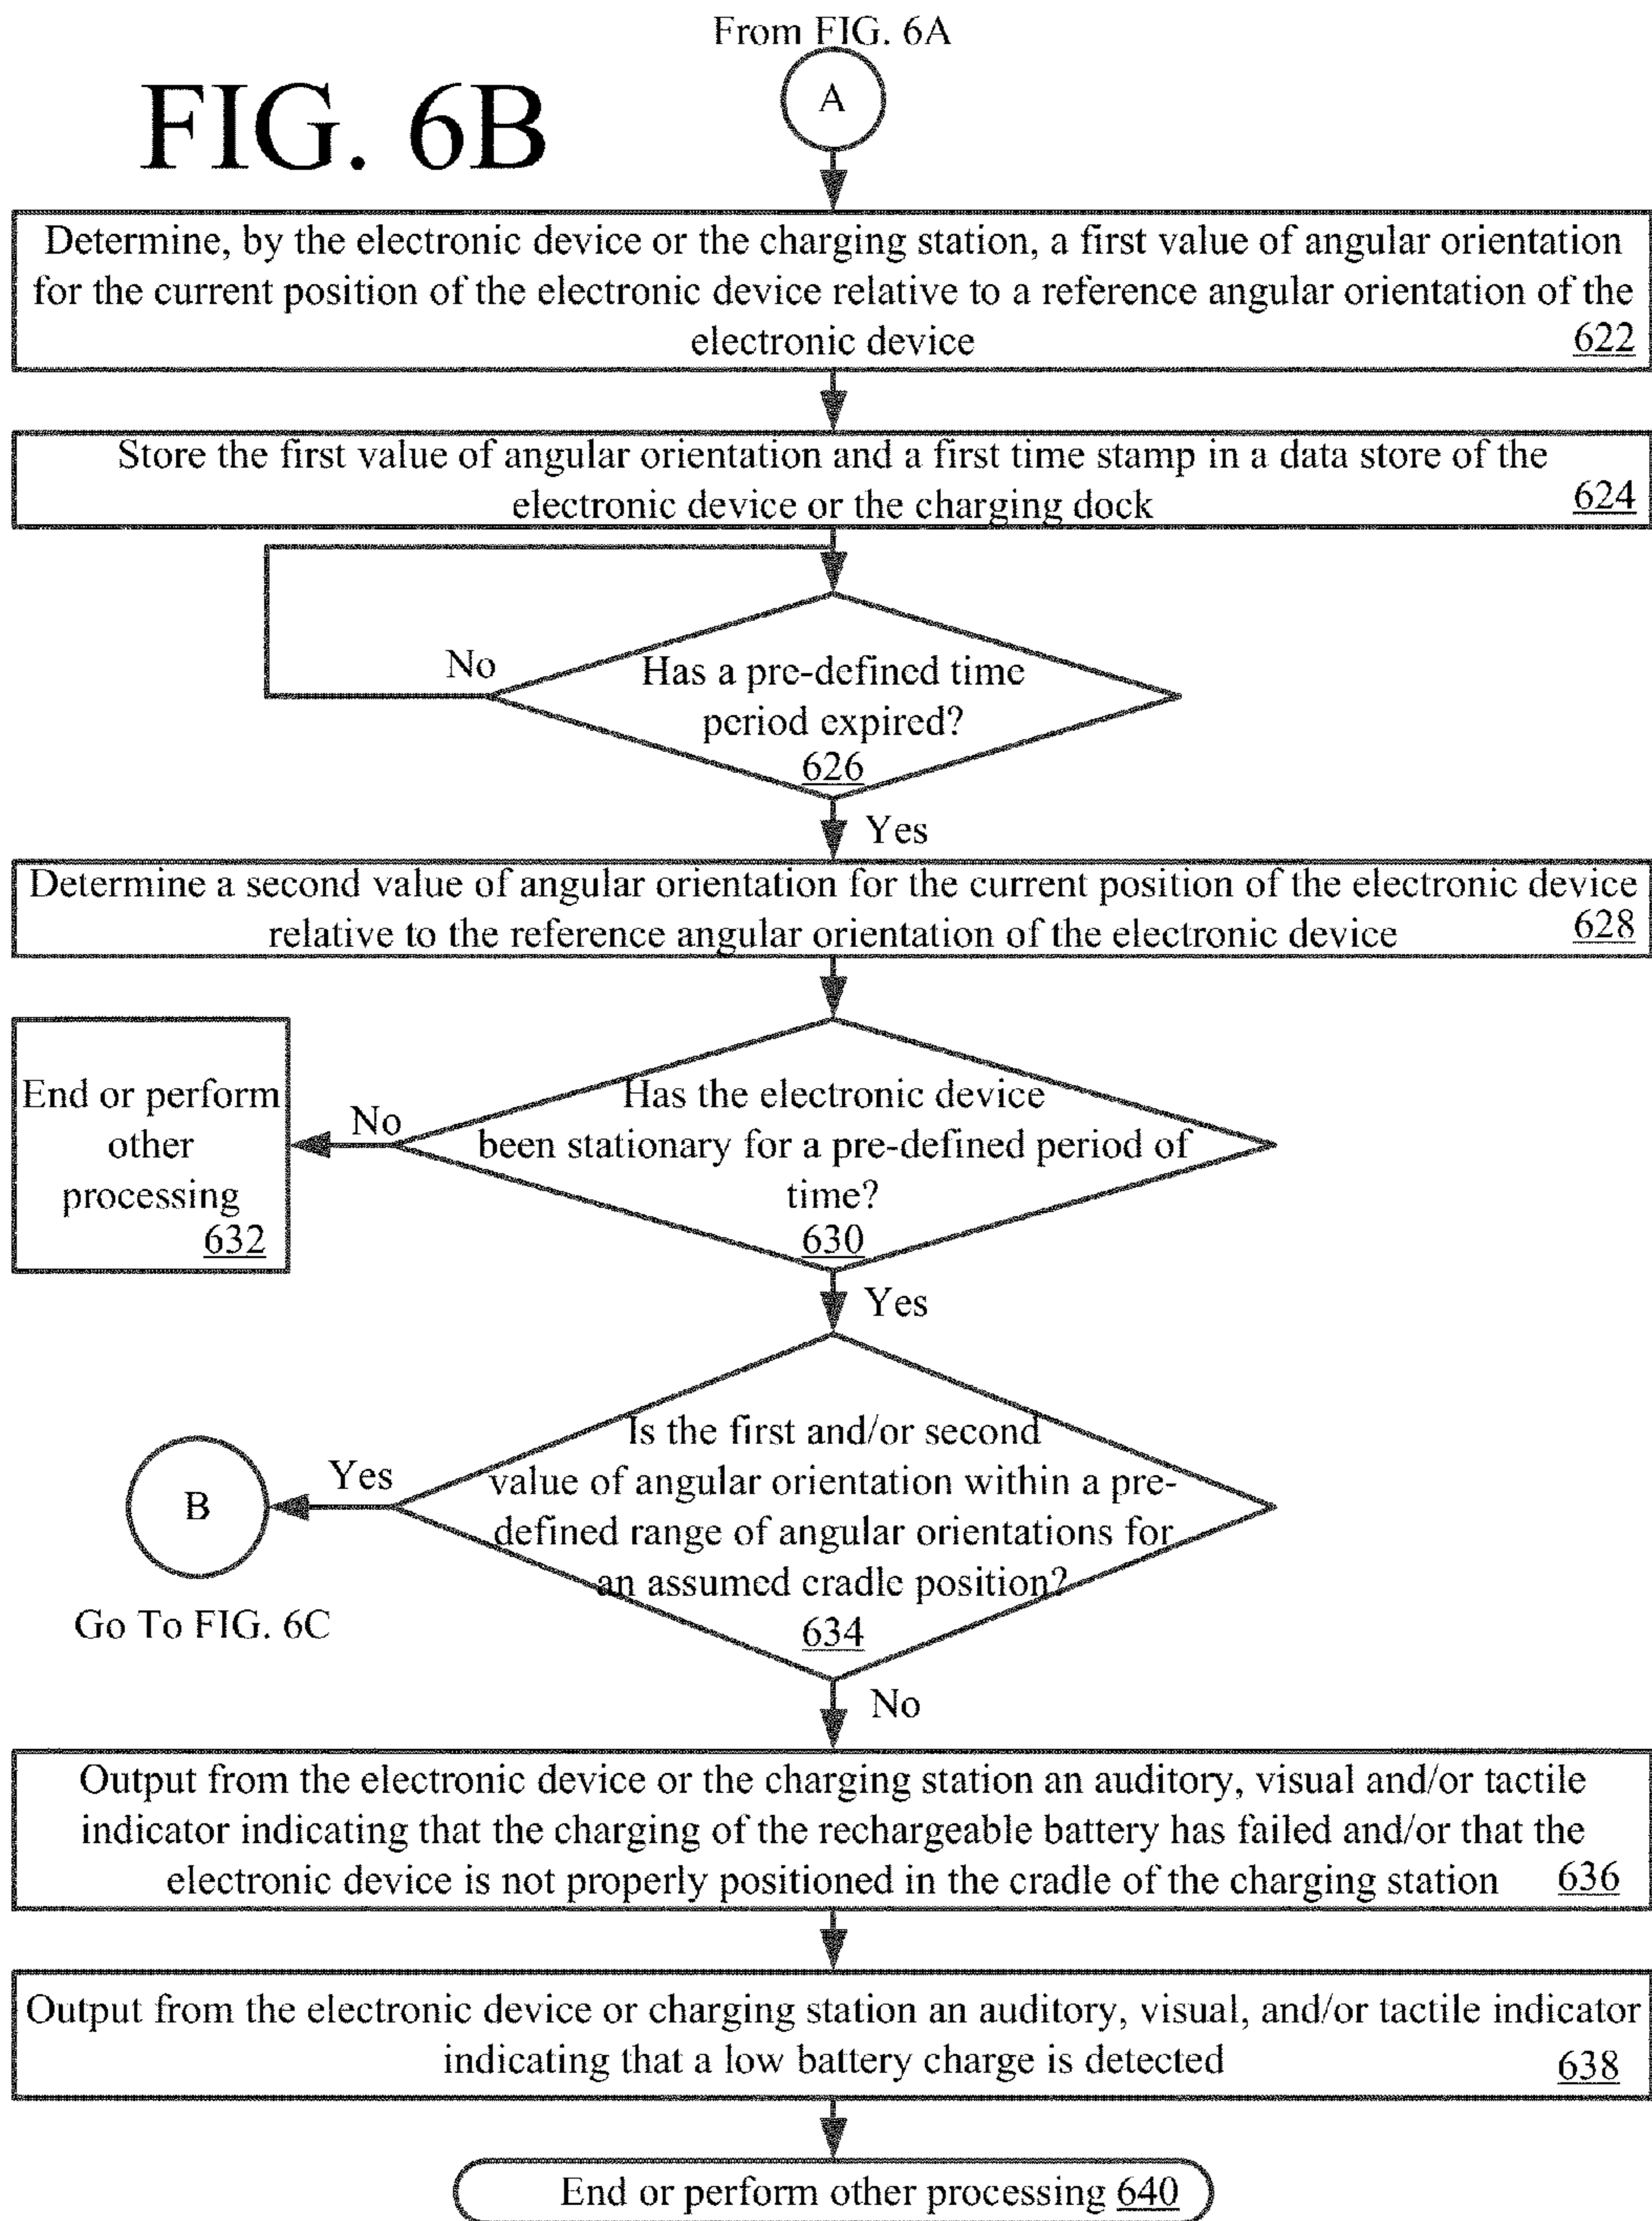 From FIG. 6A
FIG. 6B
A
Determine, by the electronic device or the charging station, a first value of angular orientation
for the current position of the electronic device relative to a reference angular orientation of the
electronic device
622
Store the first value of angular orientation and a first time stamp in a data store of the
electronic device or the charging dock
624
No
Has a pre-defined time
period expired?
626
Yes
Determine a second value of angular orientation for the current position of the electronic device
relative to the reference angular orientation of the electronic device
628
End or perform
other
processing
632
No
Has the electronic device
been stationary for a pre-defined period of
time?
630
Yes
B
Go To FIG. 6C
Yes
Is the first and/or second
value of angular orientation within a pre-
defined range of angular orientations for
an assumed cradle position?
634
No
Output from the electronic device or the charging station an auditory, visual and/or tactile
indicator indicating that the charging of the rechargeable battery has failed and/or that the
electronic device is not properly positioned in the cradle of the charging station
636
Output from the electronic device or charging station an auditory, visual, and/or tactile indicator
indicating that a low battery charge is detected
638
End or perform other processing 640